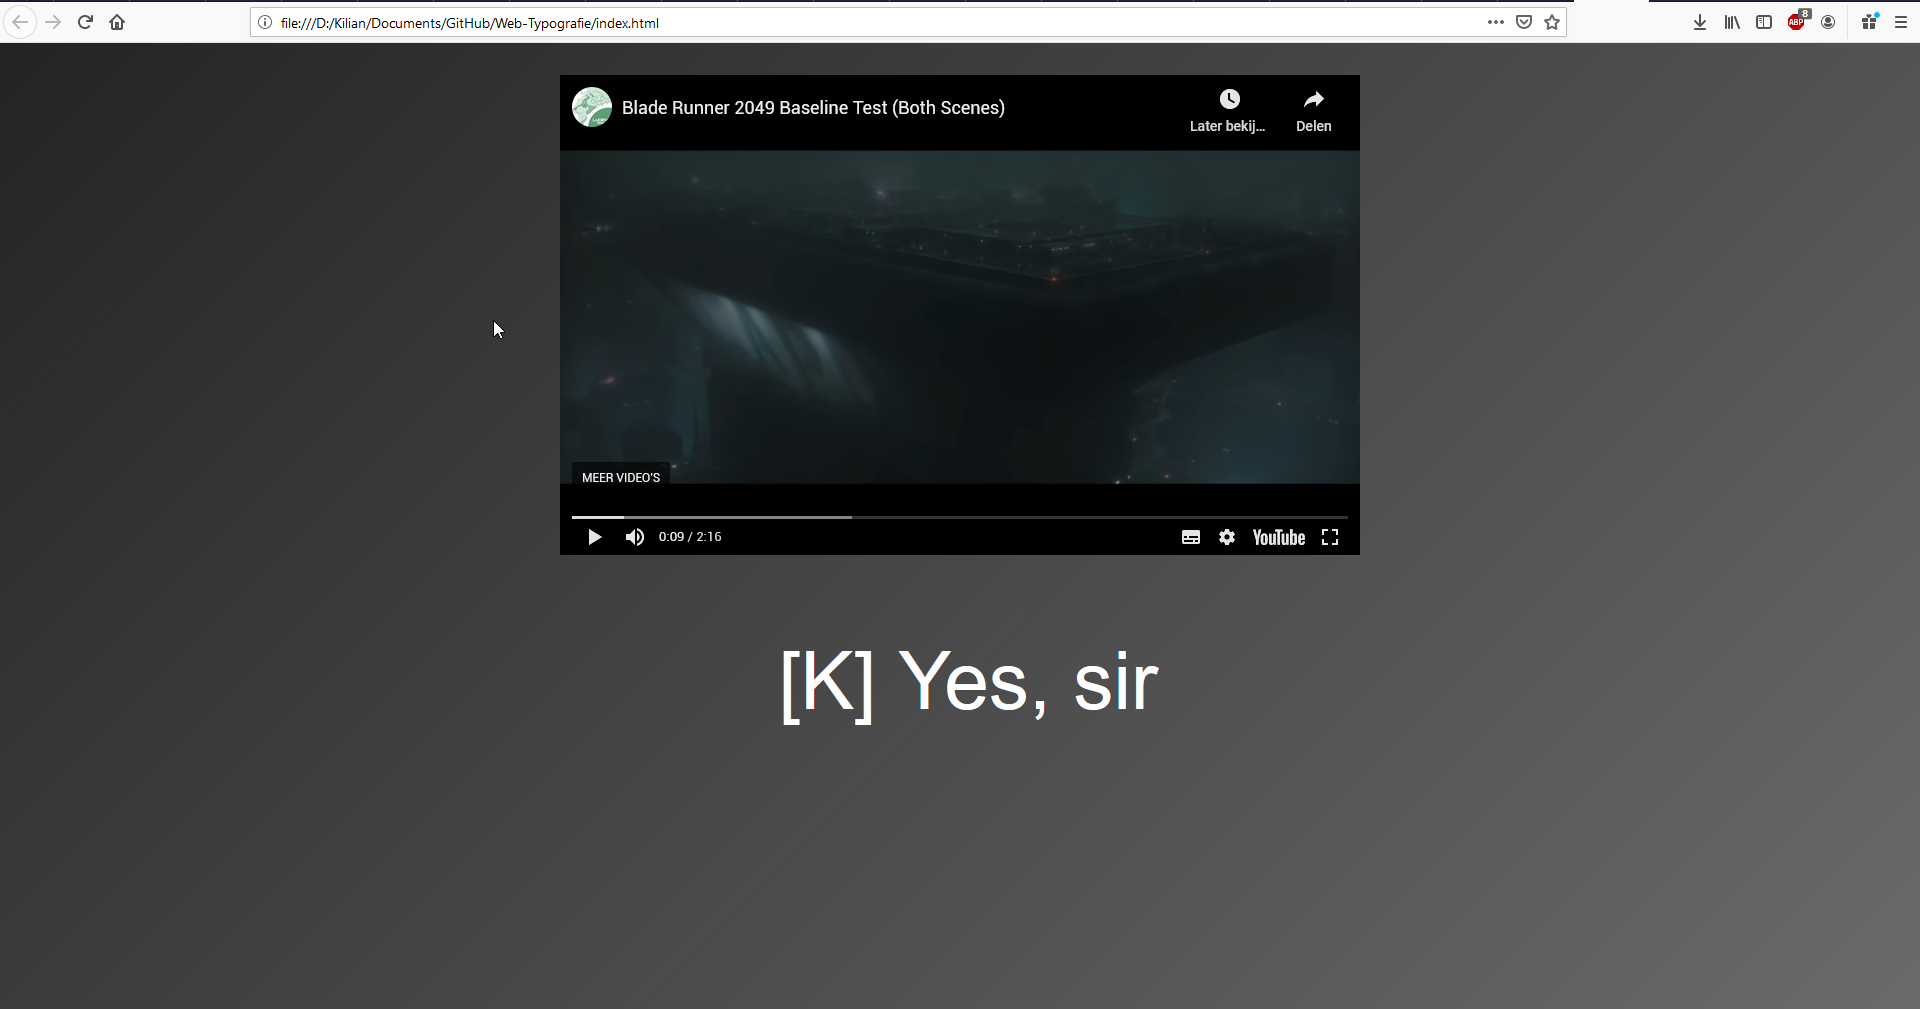 file:///D:/Kilian/Documents/GitHub/Web-Typografie/index.html
ABP
8
Blade Runner 2049 Baseline Test (Both Scenes)
Later bekij...
Delen
MEER VIDEO'S
0:09 / 2:16
YouTube
[K] Yes, sir